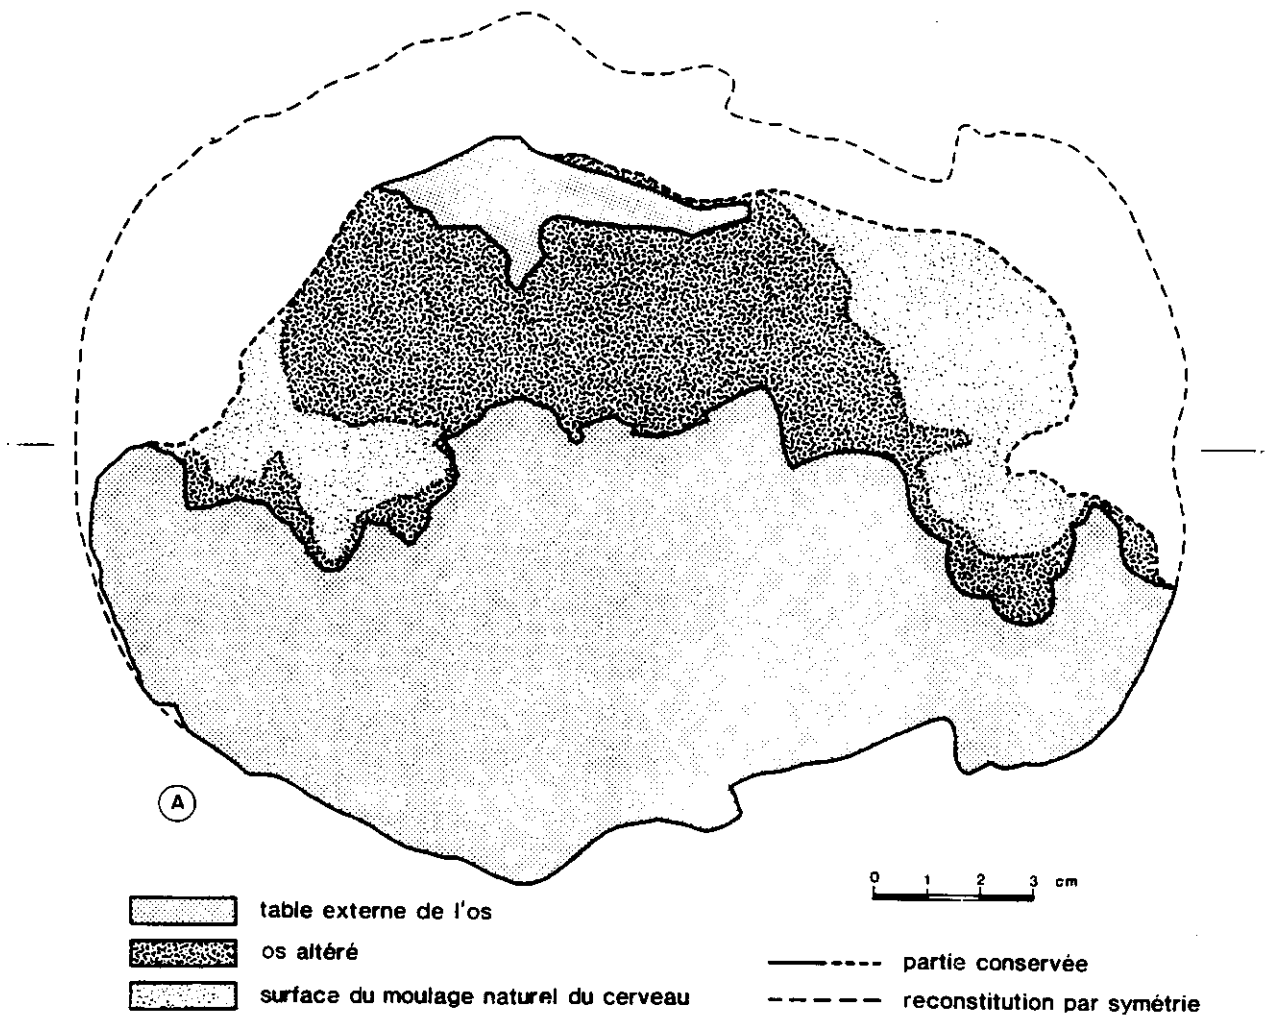 A
0 1 2 3 cm
table externe de l'os
os altéré
surface du moulage naturel du cerveau
partie conservée
reconstitution par symétrie